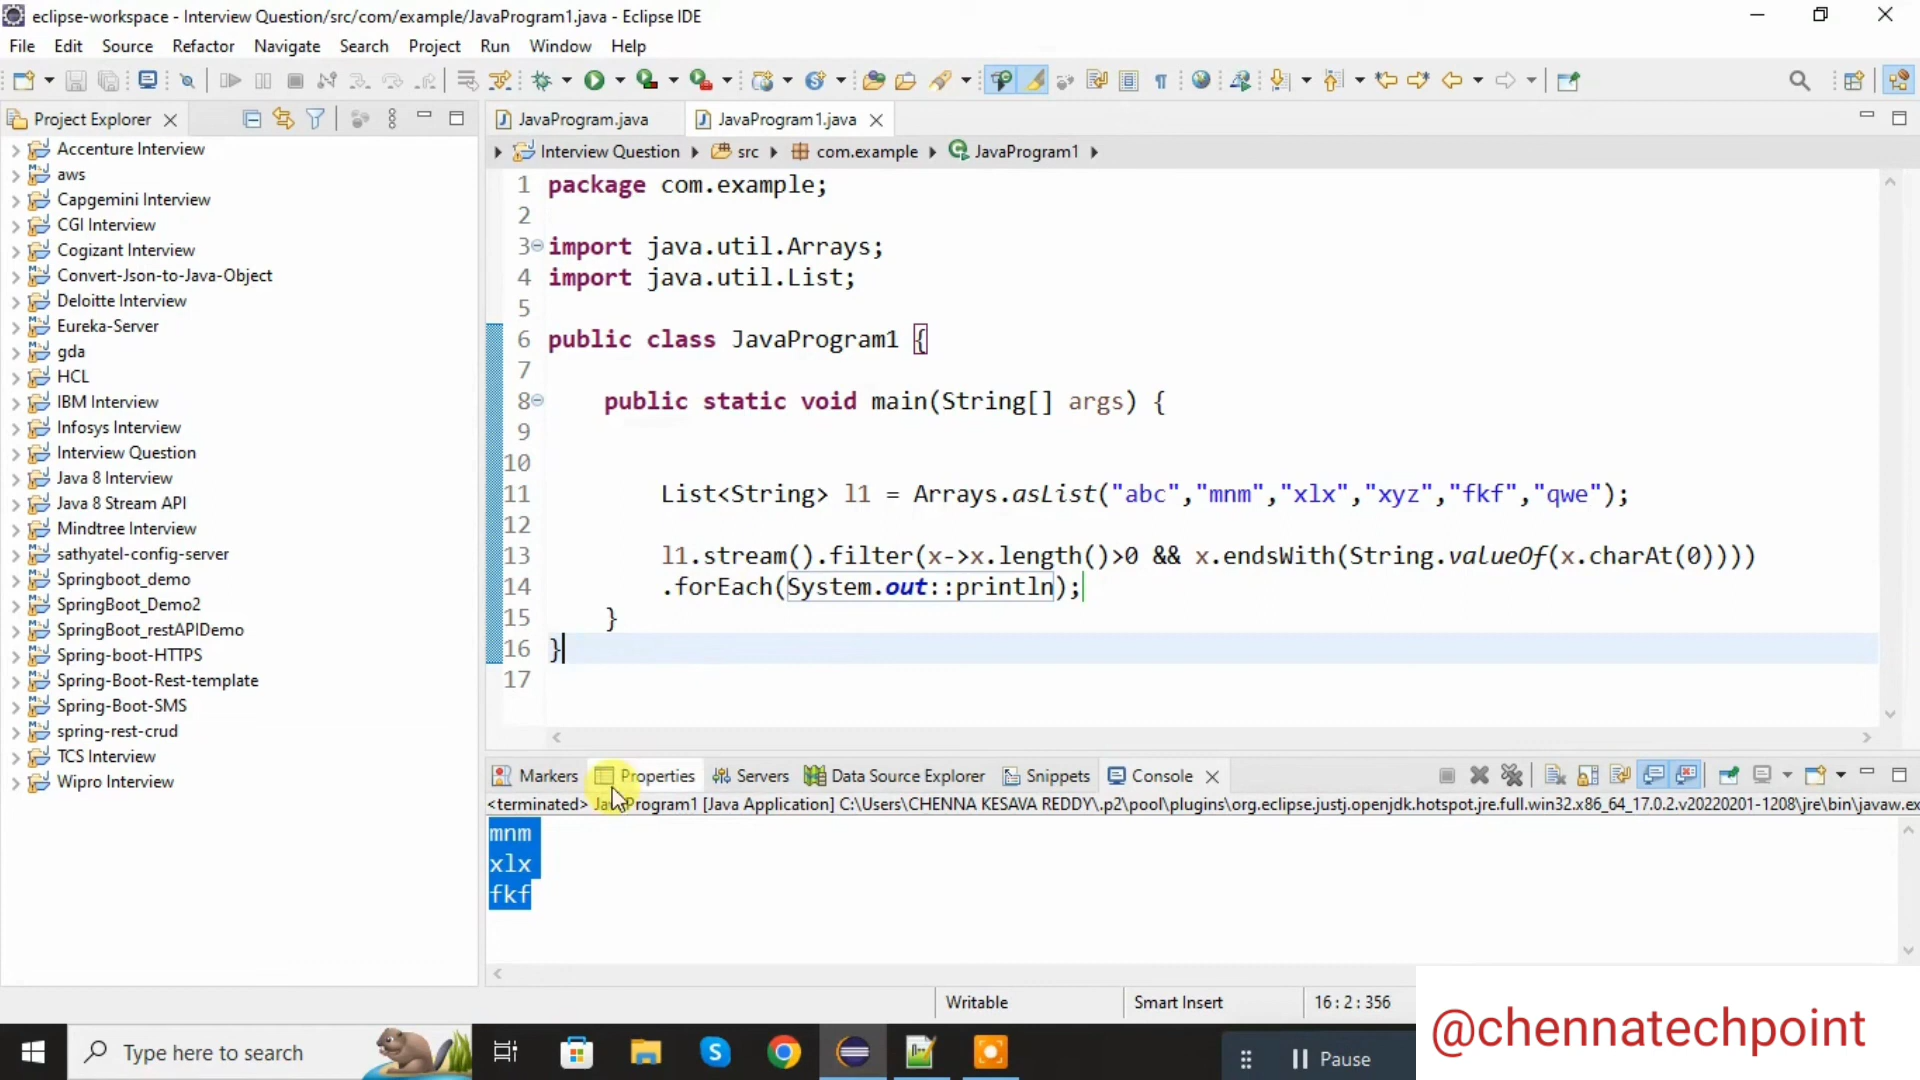 eclipse-workspace - Interview Question/src/com/example/JavaProgram1.java - Eclipse IDE
File Edit Source Refactor Navigate Search Project Run Window Help
Project Explorer
Accenture Interview
aws
Capgemini Interview
CGI Interview
Cogizant Interview
Convert-Json-to-Java-Object
Deloitte Interview
Eureka-Server
gda
HCL
IBM Interview
Infosys Interview
Interview Question
Java 8 Interview
Java 8 Stream API
Mindtree Interview
sathyatel-config-server
Springboot_demo
SpringBoot_Demo2
SpringBoot_restAPIDemo
Spring-boot-HTTPS
Spring-Boot-Rest-template
Spring-Boot-SMS
spring-rest-crud
TCS Interview
Wipro Interview
JavaProgram.java JavaProgram1.java
Interview Question src com.example JavaProgram1
1 package com.example;
2
3 import java.util.Arrays;
4 import java.util.List;
5
6 public class JavaProgram1 {
7
8 public static void main(String[] args) {
9
10
11 List<String> l1 = Arrays.asList("abc","mnm","xlx","xyz","fkf","qwe");
12
13 l1.stream().filter(x->x.length()>0 && x.endsWith(String.valueOf(x.charAt(0))))
14 .forEach(System.out::println);
15 }
16 }
17
Markers Properties Servers Data Source Explorer Snippets Console
<terminated> JavaProgram1 [Java Application] C:\Users\CHENNA KESAVA REDDY\.p2\pool\plugins\org.eclipse.justj.openjdk.hotspot.jre.full.win32.x86_64_17.0.2.v20220201-1208\jre\bin\javaw.ex
mnm
xlx
fkf
Writable Smart Insert 16 : 2 : 356
Type here to search
Pause
@chennatechpoint